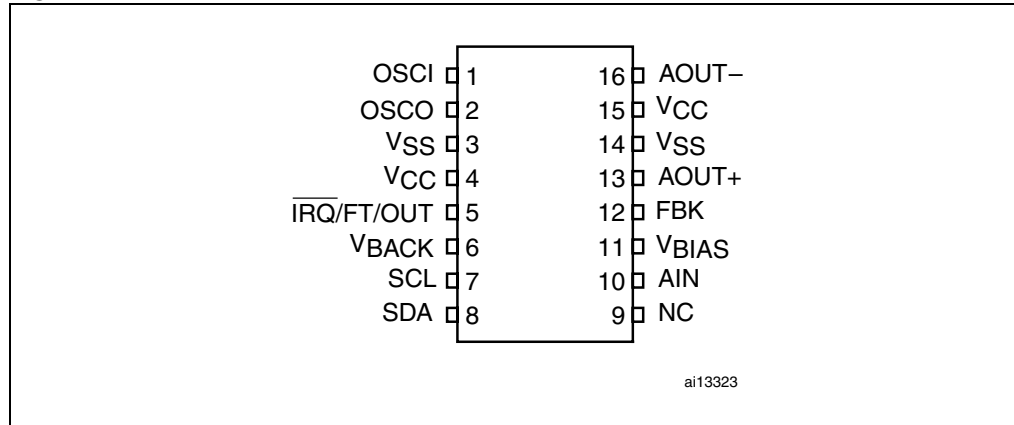 OSCI 1 16 AOUT–
OSCO 2 15 VCC
VSS 3 14 VSS
VCC 4 13 AOUT+
IRQ/FT/OUT 5 12 FBK
VBACK 6 11 VBIAS
SCL 7 10 AIN
SDA 8 9 NC
ai13323